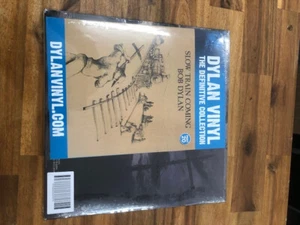 DYLAN VINYL
THE DEFINITIVE COLLECTION
SLOW TRAIN COMING
BOB DYLAN
DYLANVINYL.COM